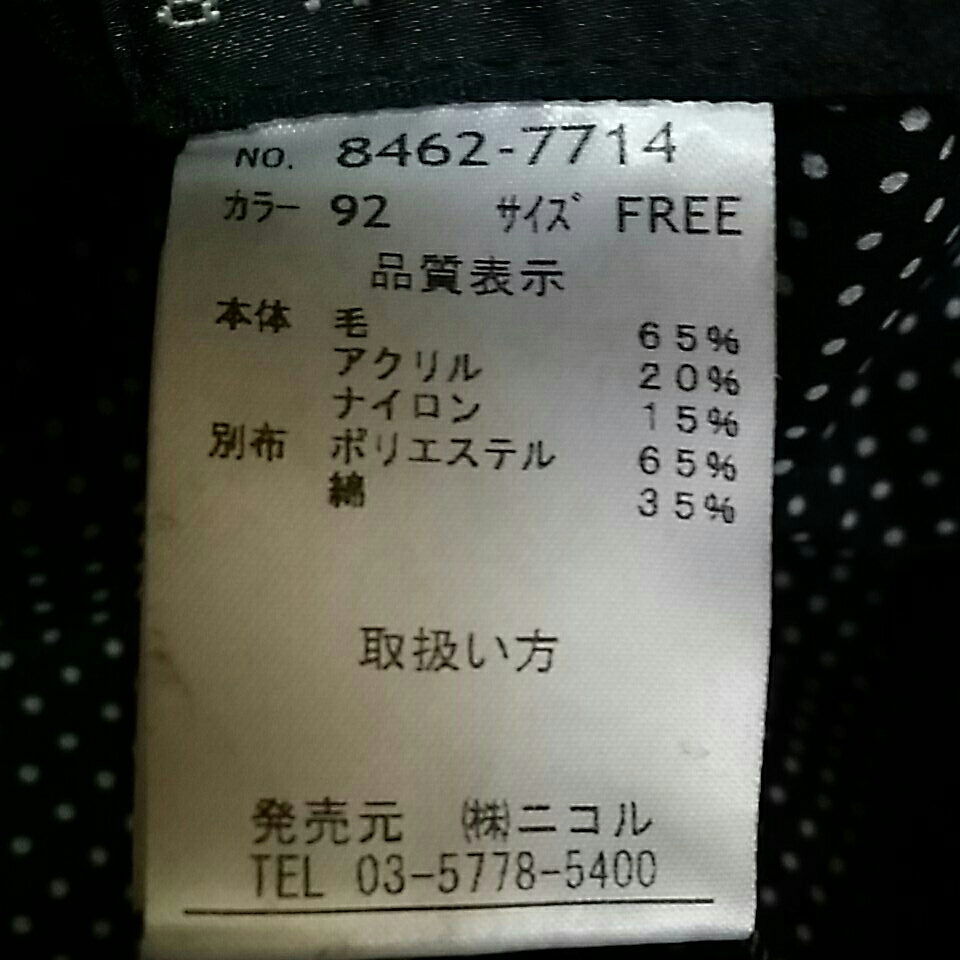 NO. 8462-7714
カラー 92 サイズ FREE
品質表示
本体 毛 65%
アクリル 20%
ナイロン 15%
別布 ポリエステル 65%
綿 35%
取扱い方
発売元 ㈱ニコル
TEL 03-5778-5400